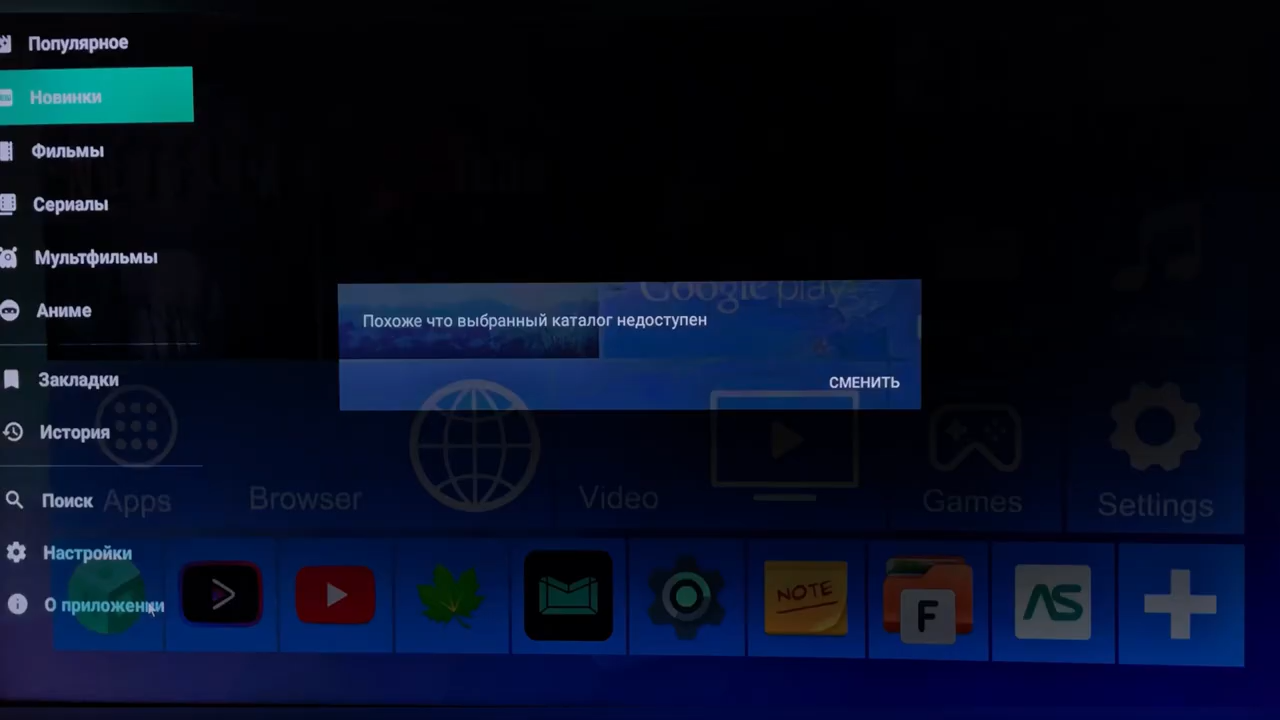 Популярное
Новинки
Фильмы
Сериалы
Мультфильмы
Аниме
Закладки
История
Поиск
Настройки
О приложении
Google play
Похоже что выбранный каталог недоступен
СМЕНИТЬ
Apps
Browser
Video
Games
Settings
NOTE
F
AS